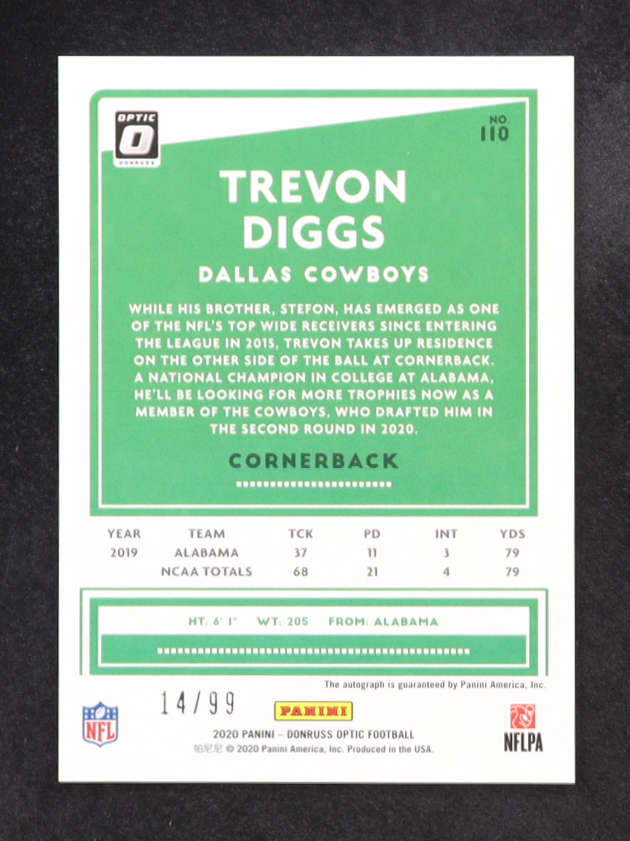 OPTIC
O
DONRUSS
NO.
110
TREVON
DIGGS
DALLAS COWBOYS
WHILE HIS BROTHER, STEFON, HAS EMERGED AS ONE
OF THE NFL'S TOP WIDE RECEIVERS SINCE ENTERING
THE LEAGUE IN 2015, TREVON TAKES UP RESIDENCE
ON THE OTHER SIDE OF THE BALL AT CORNERBACK.
A NATIONAL CHAMPION IN COLLEGE AT ALABAMA,
HE'LL BE LOOKING FOR MORE TROPHIES NOW AS A
MEMBER OF THE COWBOYS, WHO DRAFTED HIM IN
THE SECOND ROUND IN 2020.
CORNERBACK
YEAR TEAM TCK PD INT YDS
2019 ALABAMA 37 11 3 79
NCAA TOTALS 68 21 4 79
HT: 6' 1" WT: 205 FROM: ALABAMA
The autograph is guaranteed by Panini America, Inc.
14/99
NFL
PANINI
NFLPA
2020 PANINI – DONRUSS OPTIC FOOTBALL
帕尼尼 © 2020 Panini America, Inc. Produced in the USA.